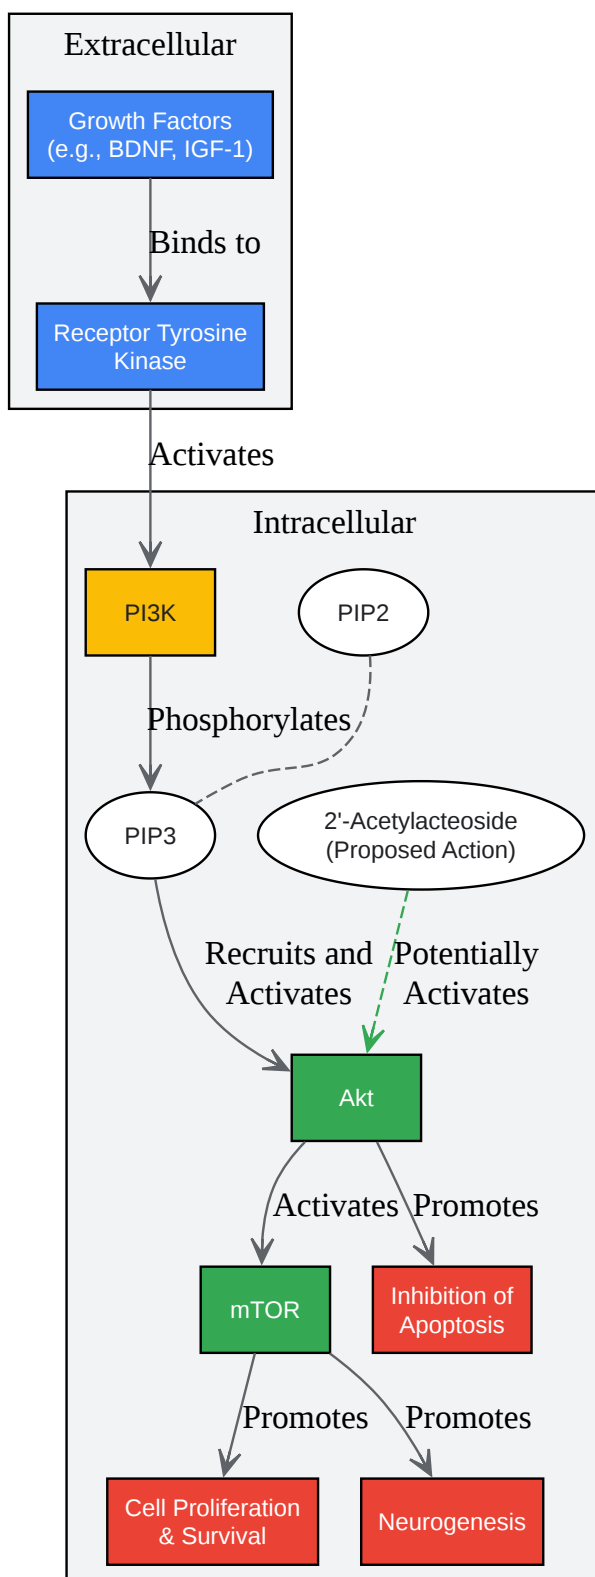 Extracellular
Growth Factors
(e.g., BDNF, IGF-1)
Binds to
Receptor Tyrosine
Kinase
Activates
Intracellular
PI3K
PIP2
Phosphorylates
PIP3
2'-Acetylacteoside
(Proposed Action)
Recruits and
Activates
Potentially
Activates
Akt
Activates
Promotes
mTOR
Inhibition of
Apoptosis
Promotes
Promotes
Cell Proliferation
& Survival
Neurogenesis